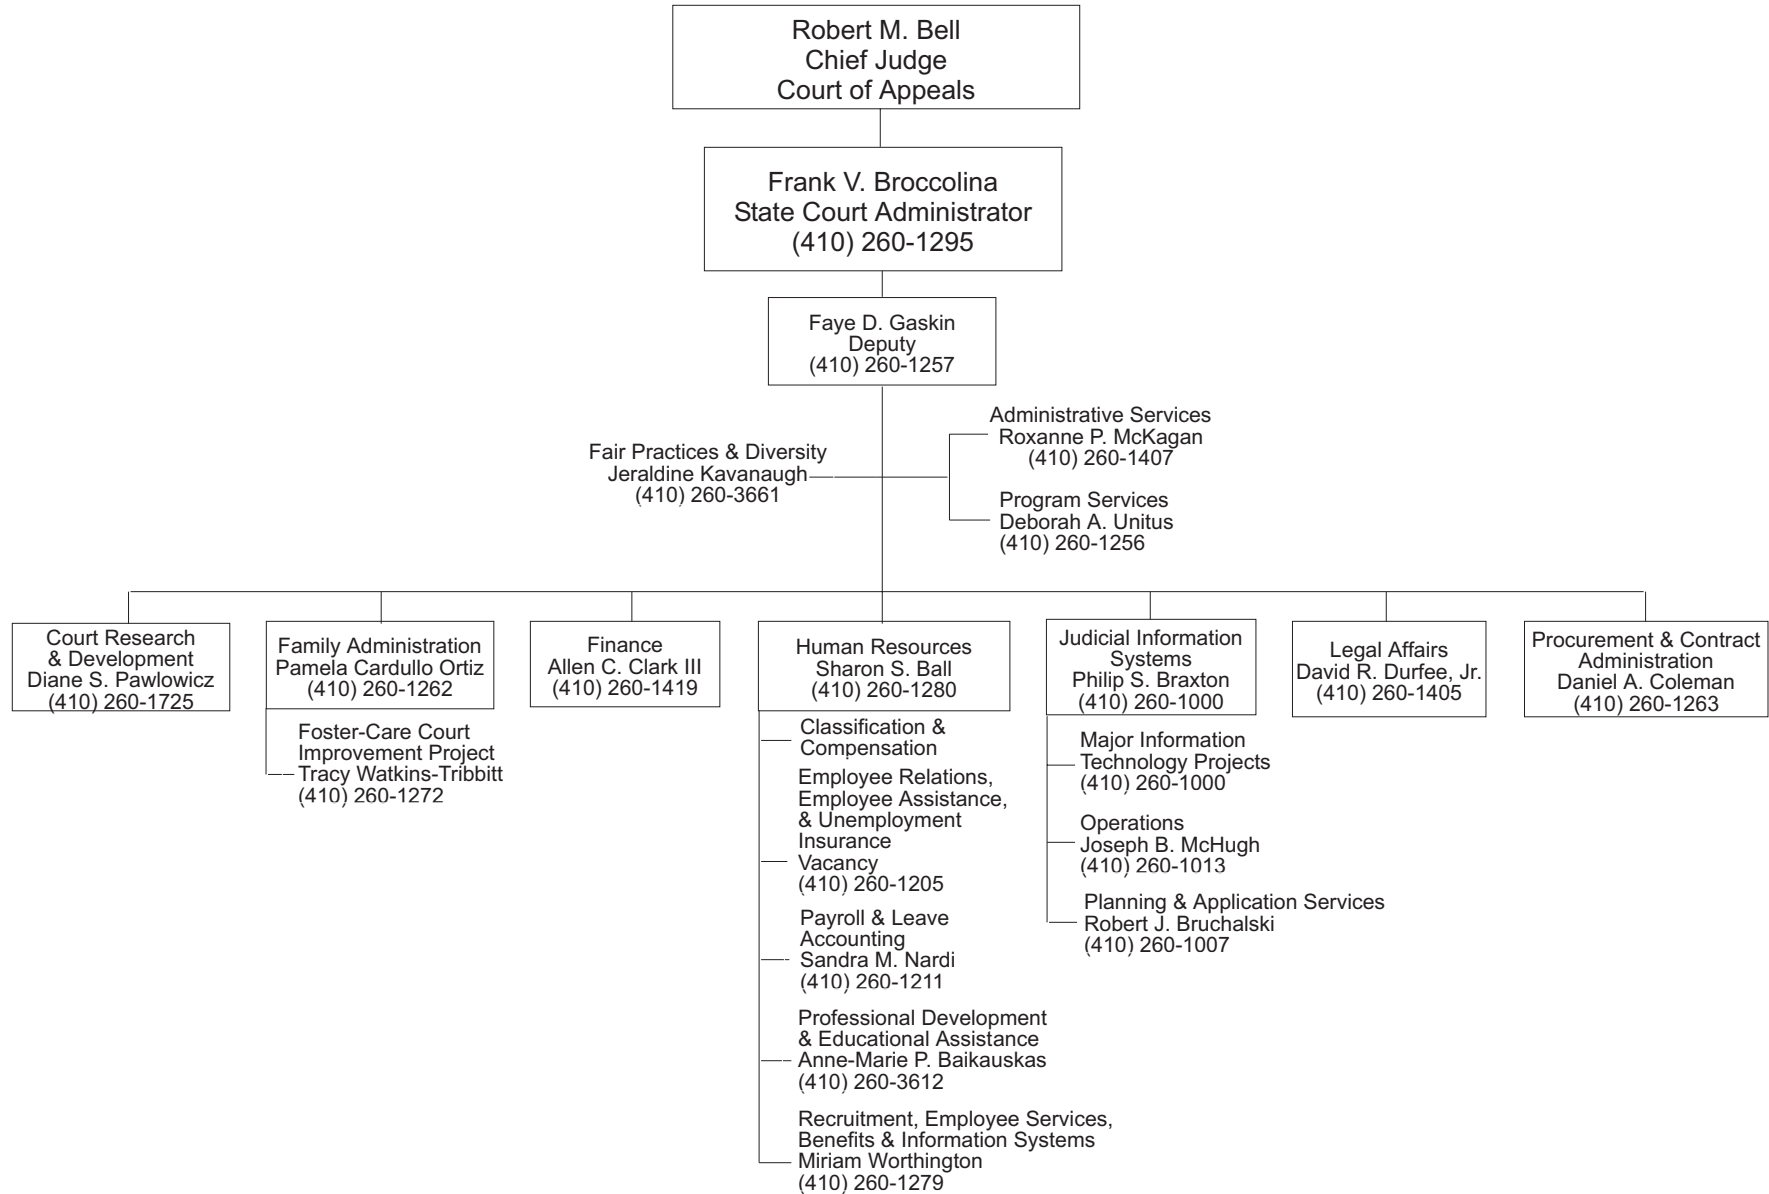 Robert M. Bell
Chief Judge
Court of Appeals
Frank V. Broccolina
State Court Administrator
(410) 260-1295
Faye D. Gaskin
Deputy
(410) 260-1257
Fair Practices & Diversity
Jeraldine Kavanaugh
(410) 260-3661
Administrative Services
Roxanne P. McKagan
(410) 260-1407
Program Services
Deborah A. Unitus
(410) 260-1256
Court Research
& Development
Diane S. Pawlowicz
(410) 260-1725
Family Administration
Pamela Cardullo Ortiz
(410) 260-1262
Foster-Care Court
Improvement Project
Tracy Watkins-Tribbitt
(410) 260-1272
Finance
Allen C. Clark III
(410) 260-1419
Human Resources
Sharon S. Ball
(410) 260-1280
Classification &
Compensation
Employee Relations,
Employee Assistance,
& Unemployment
Insurance
Vacancy
(410) 260-1205
Payroll & Leave
Accounting
Sandra M. Nardi
(410) 260-1211
Professional Development
& Educational Assistance
Anne-Marie P. Baikauskas
(410) 260-3612
Recruitment, Employee Services,
Benefits & Information Systems
Miriam Worthington
(410) 260-1279
Judicial Information
Systems
Philip S. Braxton
(410) 260-1000
Major Information
Technology Projects
(410) 260-1000
Operations
Joseph B. McHugh
(410) 260-1013
Planning & Application Services
Robert J. Bruchalski
(410) 260-1007
Legal Affairs
David R. Durfee, Jr.
(410) 260-1405
Procurement & Contract
Administration
Daniel A. Coleman
(410) 260-1263